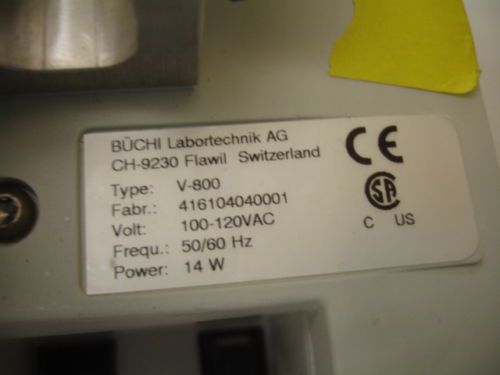 BÜCHI Labortechnik AG
CH-9230 Flawil Switzerland
Type: V-800
Fabr.: 416104040001
Volt: 100-120VAC
Frequ.: 50/60 Hz
Power: 14 W
CE
SA
C US